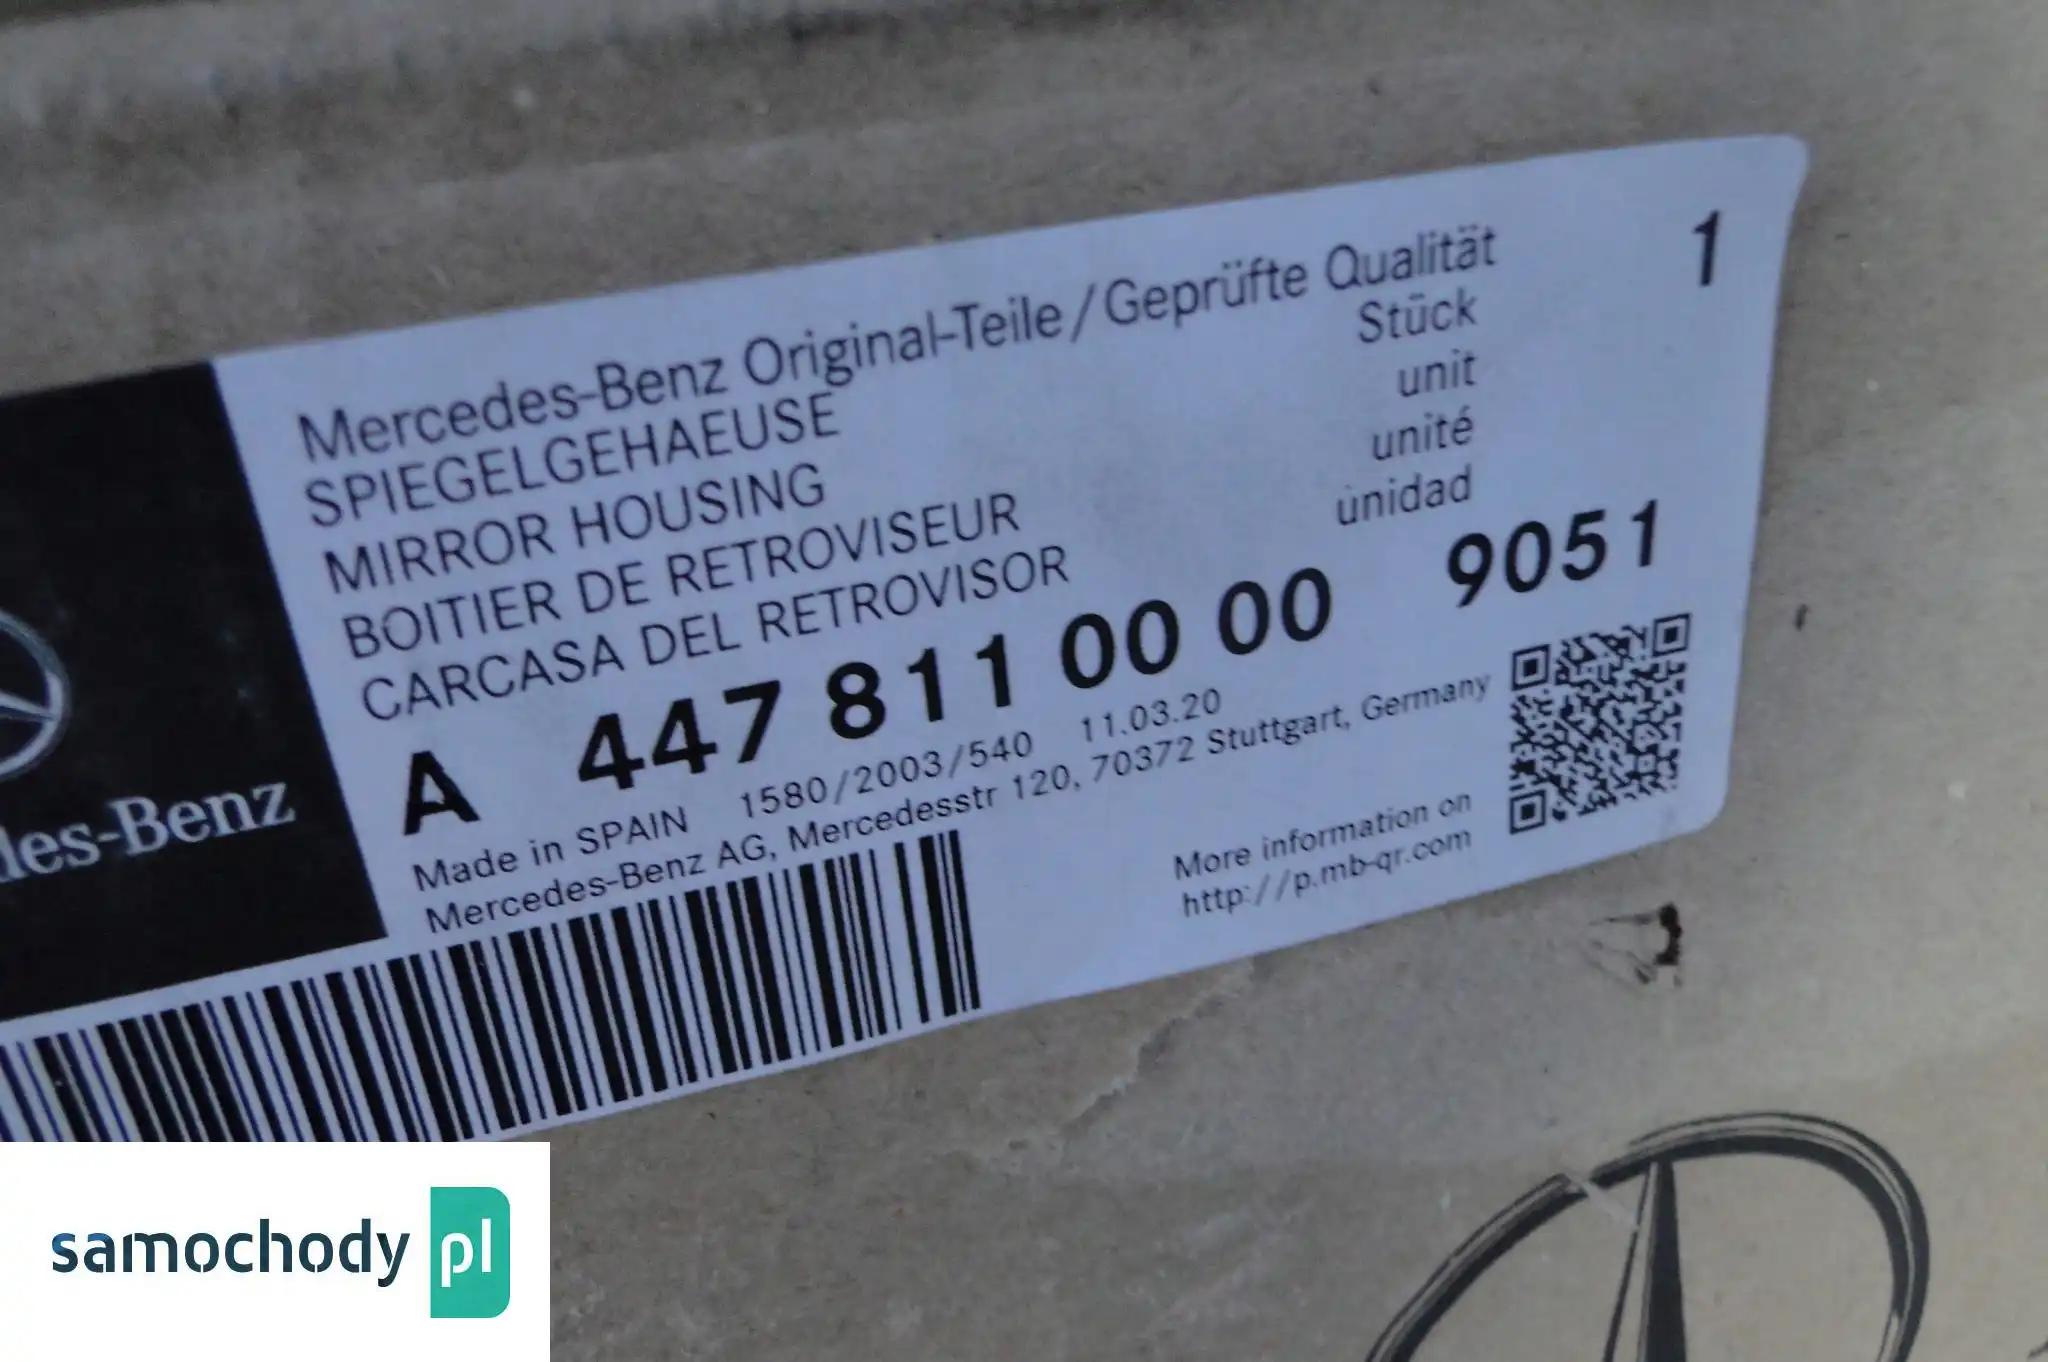 Mercedes-Benz Original-Teile/Geprüfte Qualität
1
SPIEGELGEHAEUSE
Stück
MIRROR HOUSING
unit
BOITIER DE RETROVISEUR
unité
CARCASA DEL RETROVISOR
unidad
A 447 811 00 00 9051
Made in SPAIN 1580/2003/540 11.03.20
Mercedes-Benz AG, Mercedesstr 120, 70372 Stuttgart, Germany
More information on
http://p.mb-qr.com
des-Benz
samochody pl